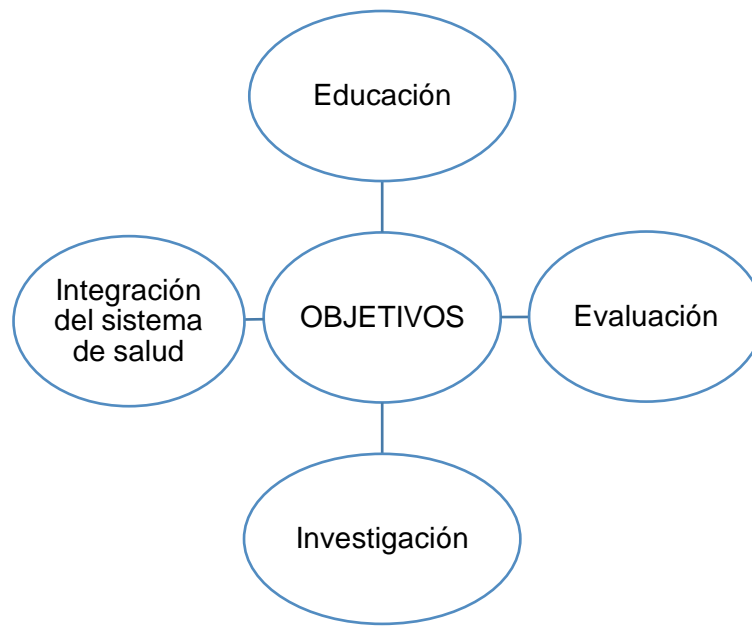 Educación
Integración
del sistema
de salud
OBJETIVOS
Evaluación
Investigación